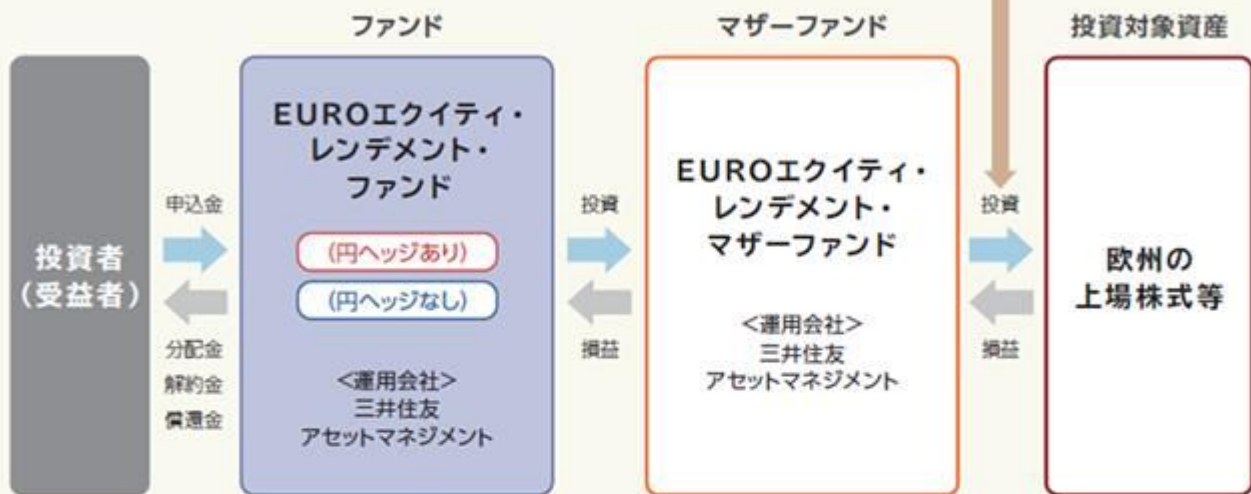 ファンド
マザーファンド
投資対象資産
投資者
（受益者）
申込金
分配金
解約金
償還金
EUROエクイティ・
レンデメント・
ファンド
（円ヘッジあり）
（円ヘッジなし）
＜運用会社＞
三井住友
アセットマネジメント
投資
損益
EUROエクイティ・
レンデメント・
マザーファンド
＜運用会社＞
三井住友
アセットマネジメント
投資
損益
欧州の
上場株式等